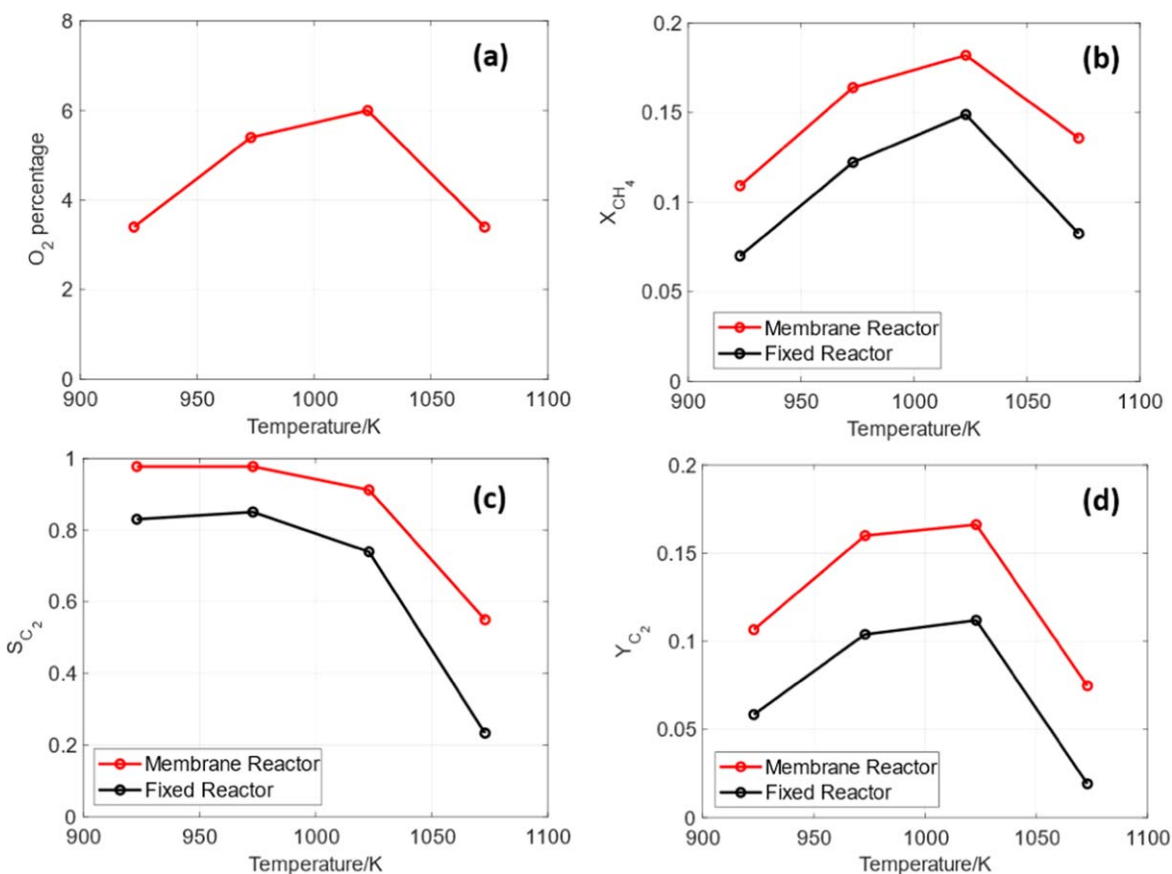 (a)
8
6
4
2
0
O2 percentage
900 950 1000 1050 1100
Temperature/K
(b)
0.2
0.15
0.1
0.05
0
XCH4
Membrane Reactor
Fixed Reactor
900 950 1000 1050 1100
Temperature/K
(c)
1
0.8
0.6
0.4
0.2
0
SC2
Membrane Reactor
Fixed Reactor
900 950 1000 1050 1100
Temperature/K
(d)
0.2
0.15
0.1
0.05
0
YC2
Membrane Reactor
Fixed Reactor
900 950 1000 1050 1100
Temperature/K